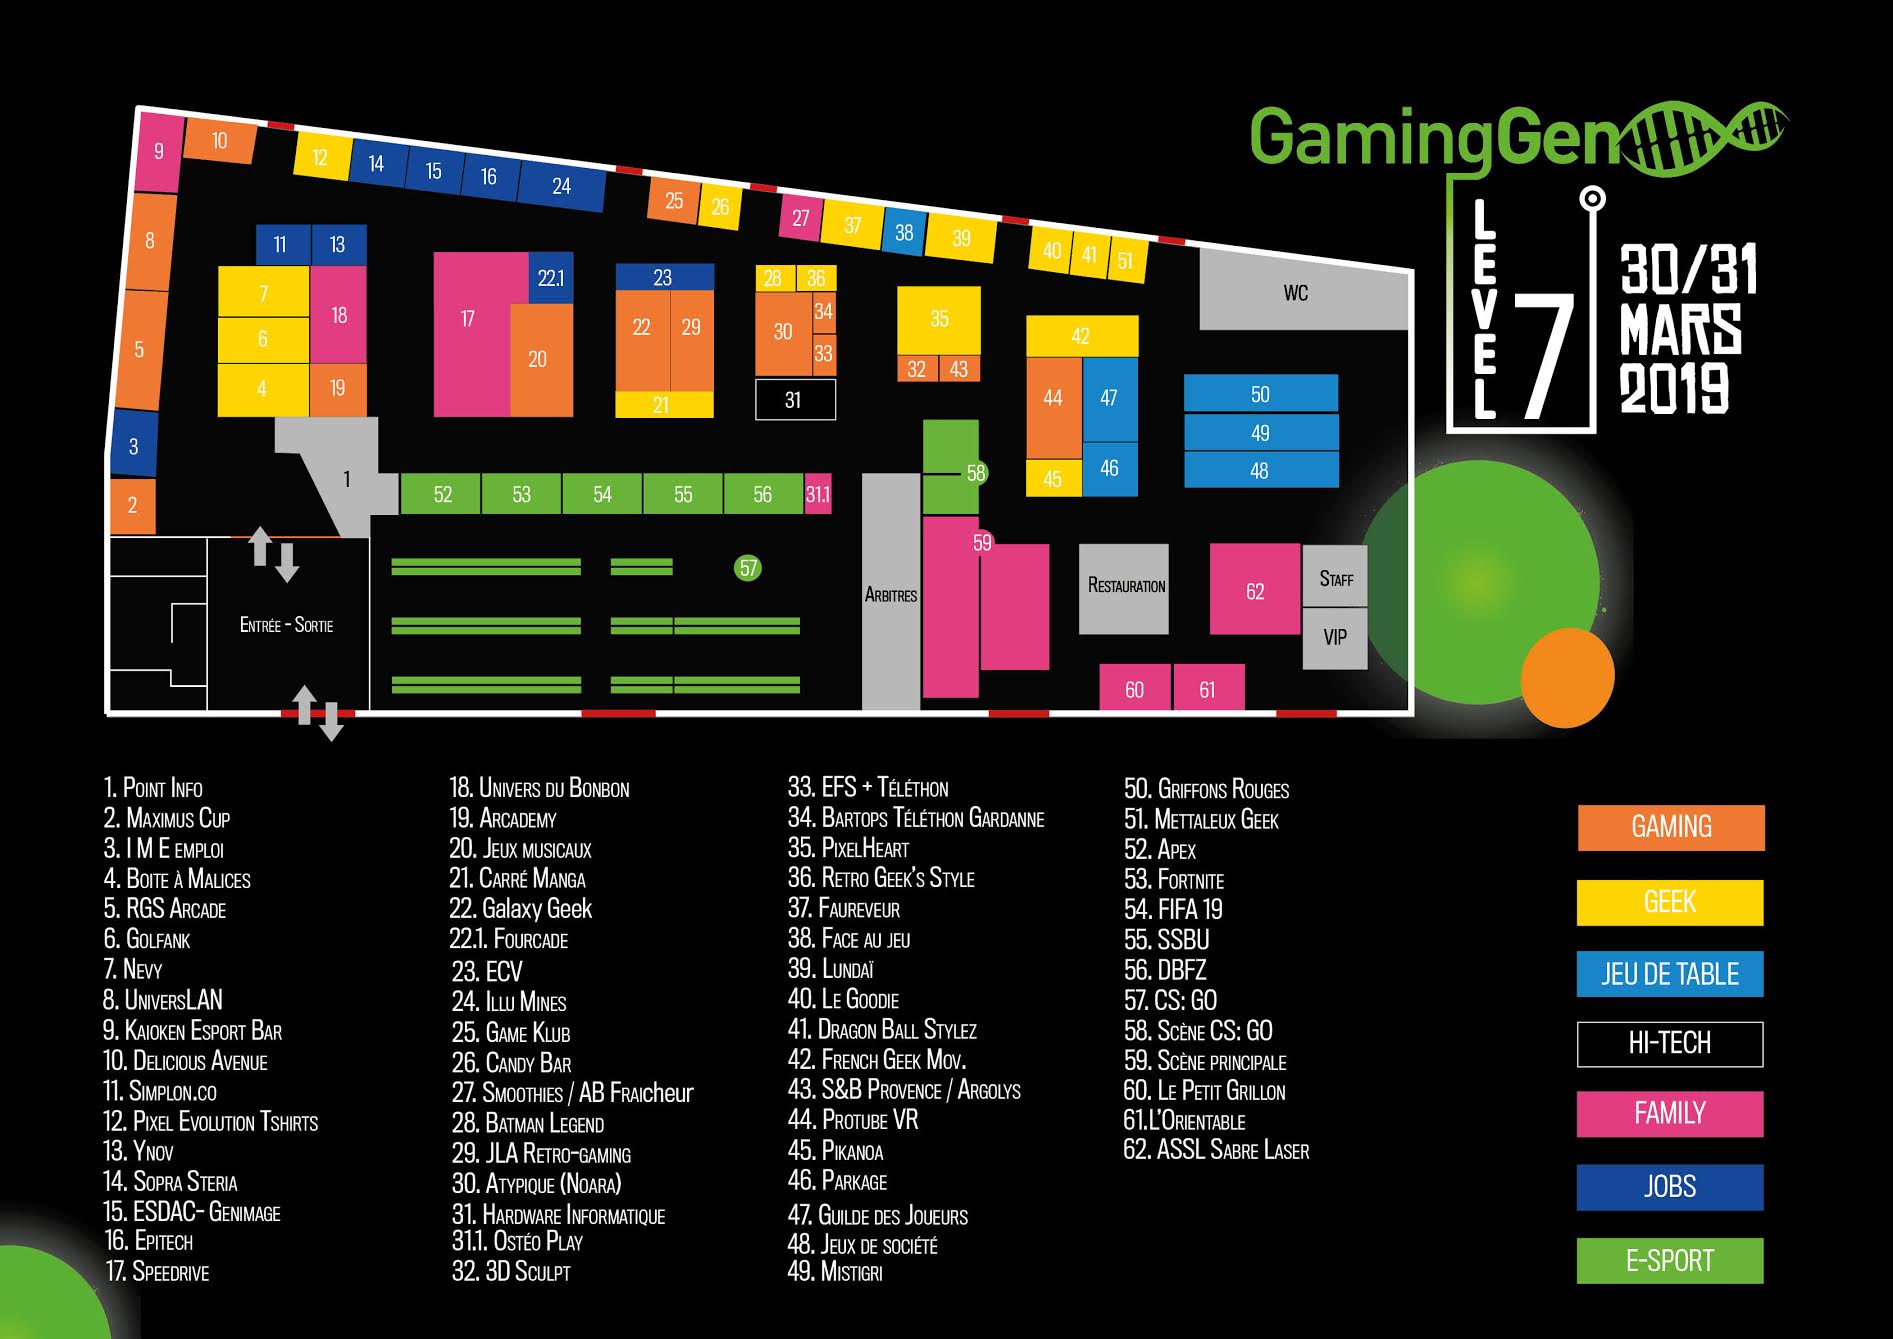 GamingGen
LEVEL
7
30/31
MARS
2019
9
10
12
14
15
16
24
25
26
27
37
38
39
40
41
51
WC
8
11
13
7
18
6
5
4
19
3
2
1
17
22.1
20
23
22
29
21
28
36
30
34
33
31
35
32
43
42
44
47
45
46
50
49
48
52
53
54
55
56
31.1
58
59
57
ARBITRES
RESTAURATION
62
STAFF
VIP
60
61
ENTRÉE - SORTIE
1. POINT INFO
2. MAXIMUS CUP
3. I M E EMPLOI
4. BOITE À MALICES
5. RGS ARCADE
6. GOLFANK
7. NEVY
8. UNIVERSLAN
9. KAIOKEN ESPORT BAR
10. DELICIOUS AVENUE
11. SIMPLON.CO
12. PIXEL EVOLUTION TSHIRTS
13. YNOV
14. SOPRA STERIA
15. ESDAC- GENIMAGE
16. EPITECH
17. SPEEDRIVE
18. UNIVERS DU BONBON
19. ARCADEMY
20. JEUX MUSICAUX
21. CARRÉ MANGA
22. Galaxy Geek
22.1. FOURCADE
23. ECV
24. ILLU MINES
25. GAME KLUB
26. CANDY BAR
27. SMOOTHIES / AB FRAIcheur
28. BATMAN LEGEND
29. JLA RETRO-GAMING
30. ATYPIQUE (NOARA)
31. HARDWARE INFORMATIQUE
31.1. OSTÉO PLAY
32. 3D SCULPT
33. EFS + TÉLÉTHON
34. BARTOPS TÉLÉTHON GARDANNE
35. PIXELHEART
36. RETRO GEEK'S STYLE
37. FAUREVEUR
38. FACE AU JEU
39. LUNDAÏ
40. LE GOODIE
41. DRAGON BALL STYLEZ
42. FRENCH GEEK MOV.
43. S&B PROVENCE / ARGOLYS
44. PROTUBE VR
45. PIKANOA
46. PARKAGE
47. GUILDE DES JOUEURS
48. JEUX DE SOCIÉTÉ
49. MISTIGRI
50. GRIFFONS ROUGES
51. METTALEUX GEEK
52. APEX
53. FORTNITE
54. FIFA 19
55. SSBU
56. DBFZ
57. CS: GO
58. SCÈNE CS: GO
59. SCÈNE PRINCIPALE
60. LE PETIT GRILLON
61.L'ORIENTABLE
62. ASSL SABRE LASER
GAMING
GEEK
JEU DE TABLE
HI-TECH
FAMILY
JOBS
E-SPORT